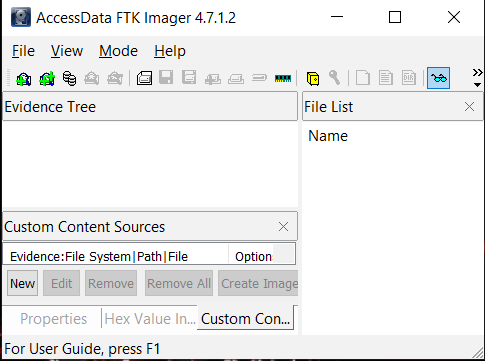 AccessData FTK Imager 4.7.1.2
File View Mode Help
Evidence Tree
File List
Name
Custom Content Sources
Evidence:File System|Path|File Option
New Edit Remove Remove All Create Image
Properties Hex Value In... Custom Con...
For User Guide, press F1